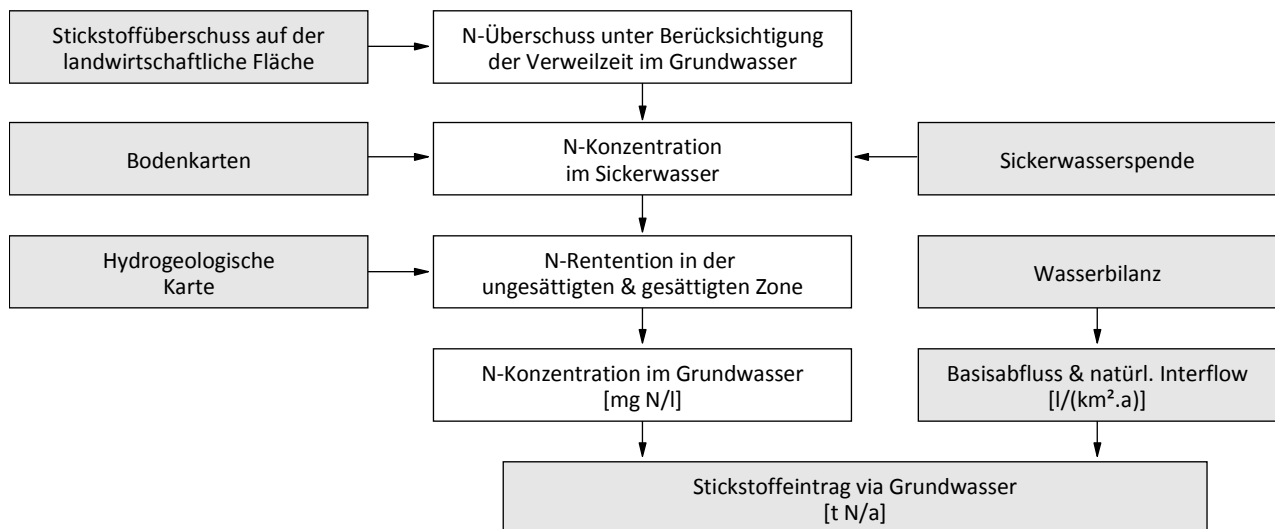 Stickstoffüberschuss auf der
landwirtschaftliche Fläche
N-Überschuss unter Berücksichtigung
der Verweilzeit im Grundwasser
Bodenkarten
N-Konzentration
im Sickerwasser
Sickerwasserspende
Hydrogeologische
Karte
N-Rentention in der
ungesättigten & gesättigten Zone
Wasserbilanz
N-Konzentration im Grundwasser
[mg N/l]
Basisabfluss & natürl. Interflow
[l/(km².a)]
Stickstoffeintrag via Grundwasser
[t N/a]